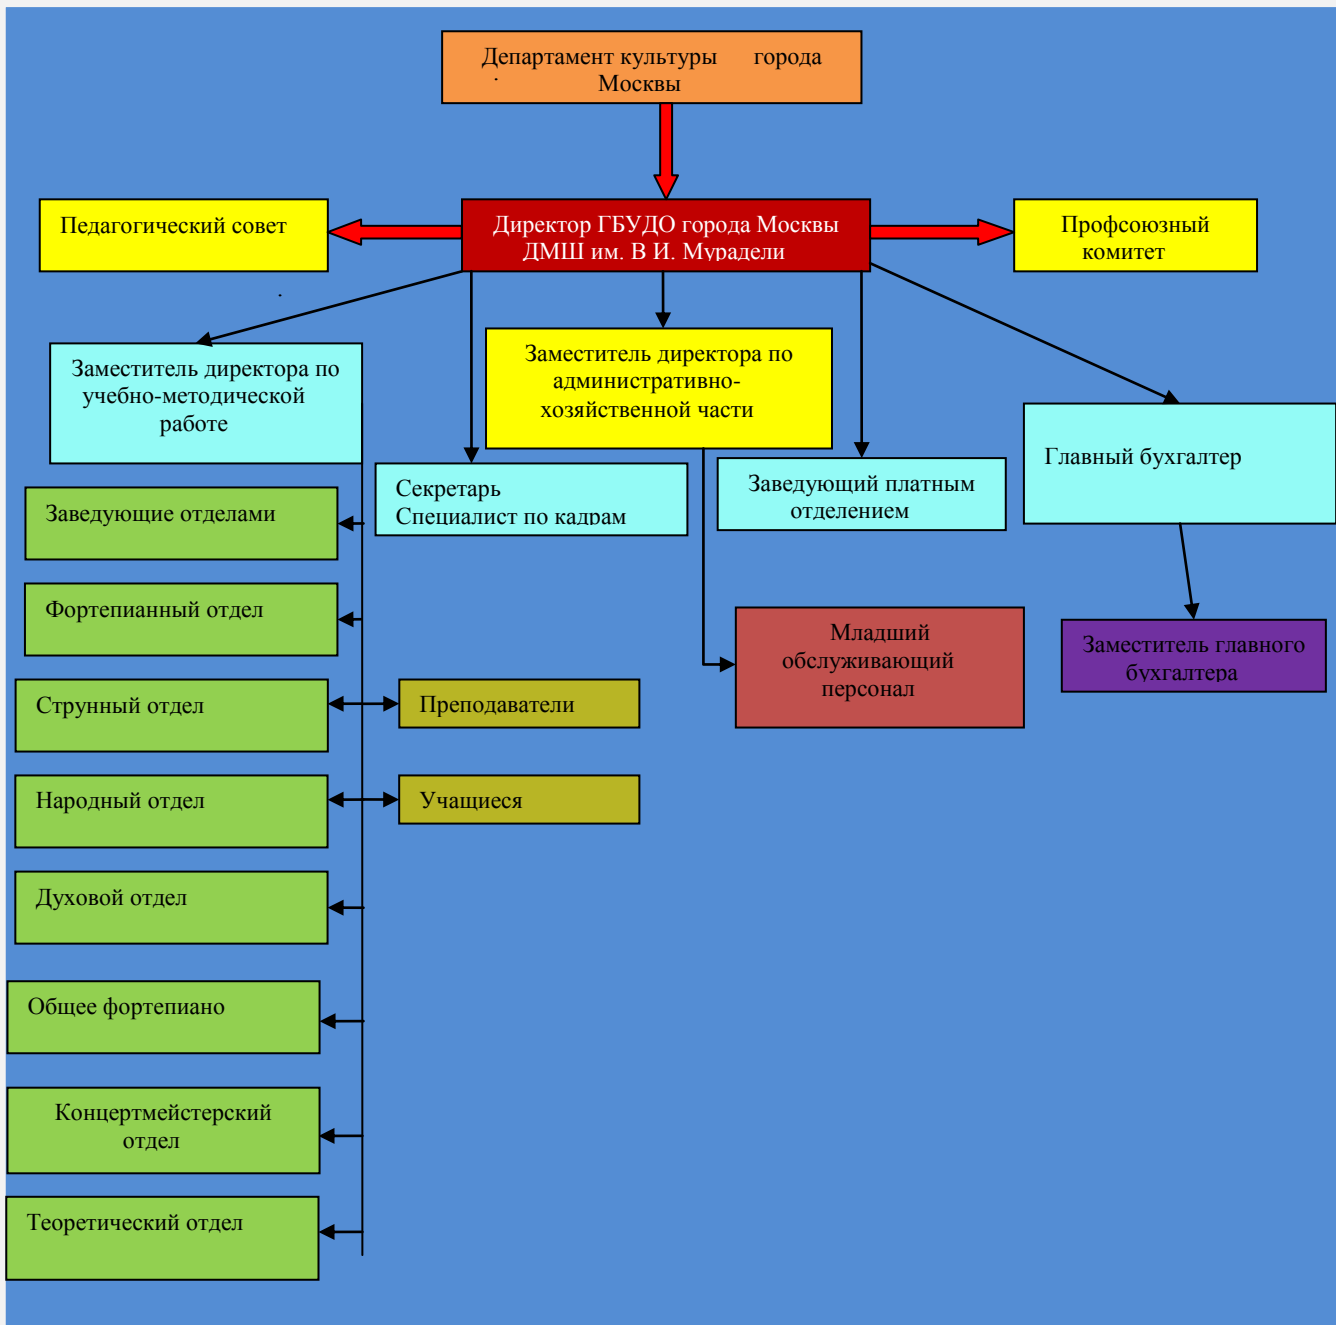 Департамент культуры города
Москвы
Педагогический совет
Директор ГБУДО города Москвы
ДМШ им. В И. Мурадели
Профсоюзный
комитет
Заместитель директора по
учебно-методической
работе
Заместитель директора по
административно-
хозяйственной части
Главный бухгалтер
Секретарь
Специалист по кадрам
Заведующий платным
отделением
Заведующие отделами
Фортепианный отдел
Младший
обслуживающий
персонал
Заместитель главного
бухгалтера
Струнный отдел
Преподаватели
Народный отдел
Учащиеся
Духовой отдел
Общее фортепиано
Концертмейстерский
отдел
Теоретический отдел